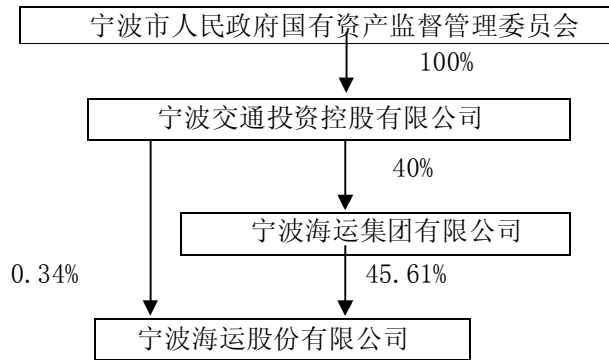 宁波市人民政府国有资产监督管理委员会
100%
宁波交通投资控股有限公司
40%
宁波海运集团有限公司
0.34%
45.61%
宁波海运股份有限公司